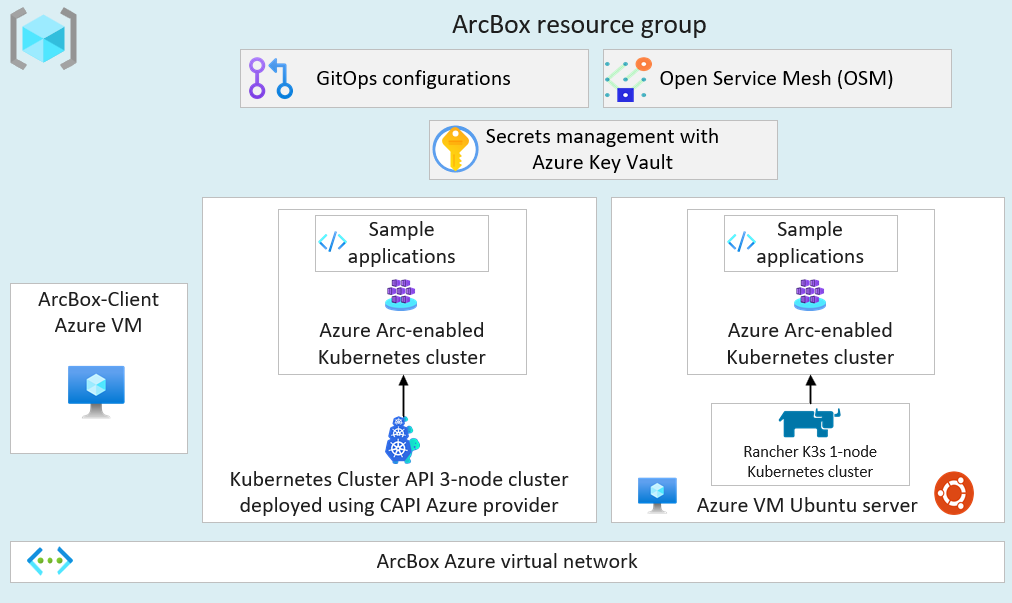 ArcBox resource group
GitOps configurations
Open Service Mesh (OSM)
Secrets management with
Azure Key Vault
ArcBox-Client
Azure VM
Sample
applications
Azure Arc-enabled
Kubernetes cluster
Kubernetes Cluster API 3-node cluster
deployed using CAPI Azure provider
Sample
applications
Azure Arc-enabled
Kubernetes cluster
Rancher K3s 1-node
Kubernetes cluster
Azure VM Ubuntu server
ArcBox Azure virtual network